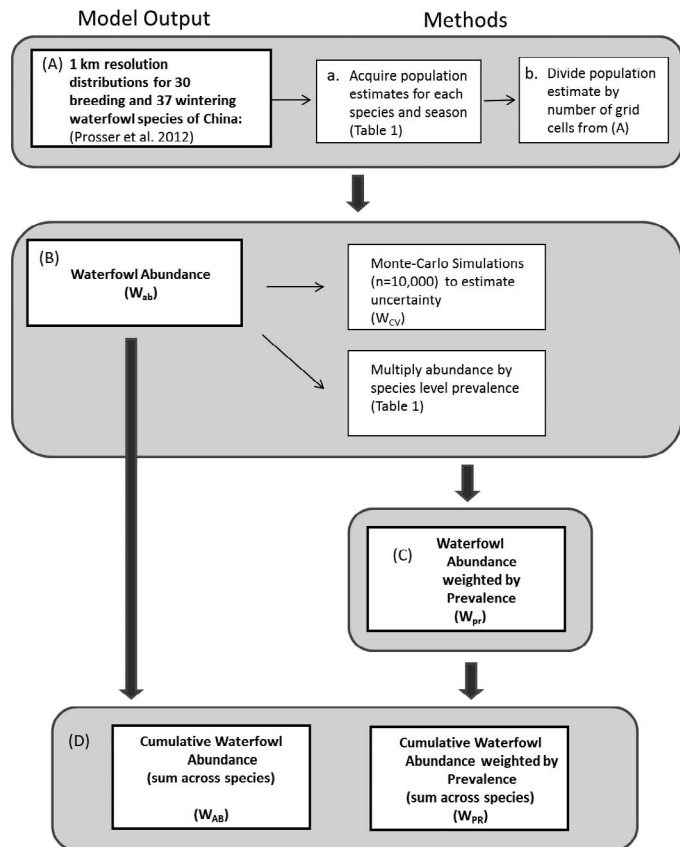 Model Output
Methods
(A) 1 km resolution
distributions for 30
breeding and 37 wintering
waterfowl species of China:
(Prosser et al. 2012)
a. Acquire population
estimates for each
species and season
(Table 1)
b. Divide population
estimate by
number of grid
cells from (A)
(B)
Waterfowl Abundance
(Wab)
Monte-Carlo Simulations
(n=10,000) to estimate
uncertainty
(WCV)
Multiply abundance by
species level prevalence
(Table 1)
(C)
Waterfowl
Abundance
weighted by
Prevalence
(Wpr)
(D)
Cumulative Waterfowl
Abundance
(sum across species)
(WAB)
Cumulative Waterfowl
Abundance weighted by
Prevalence
(sum across species)
(WPR)